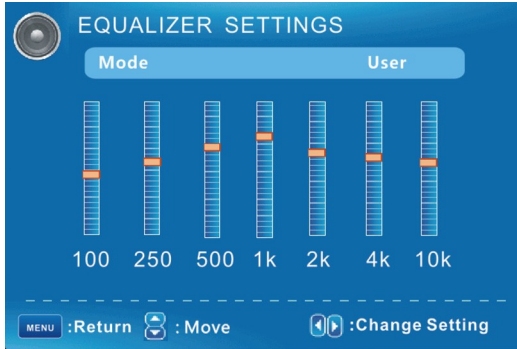 EQUALIZER SETTINGS
Mode User
100 250 500 1k 2k 4k 10k
MENU :Return : Move :Change Setting